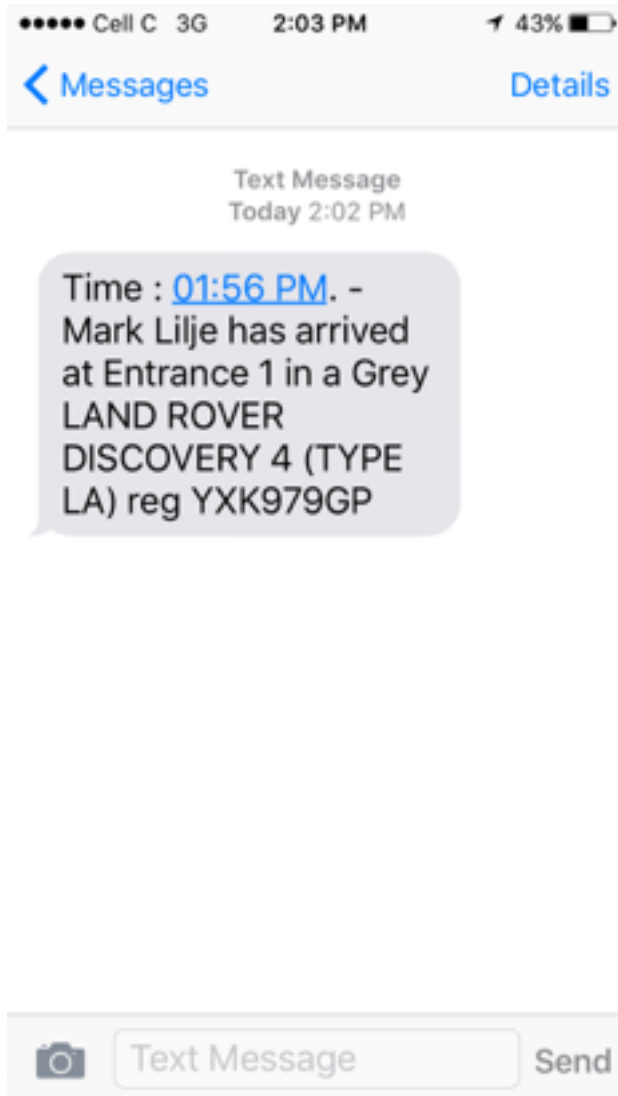 Cell C 3G 2:03 PM 43%
Messages Details
Text Message
Today 2:02 PM
Time : 01:56 PM. -
Mark Lilje has arrived
at Entrance 1 in a Grey
LAND ROVER
DISCOVERY 4 (TYPE
LA) reg YXK979GP
Text Message Send